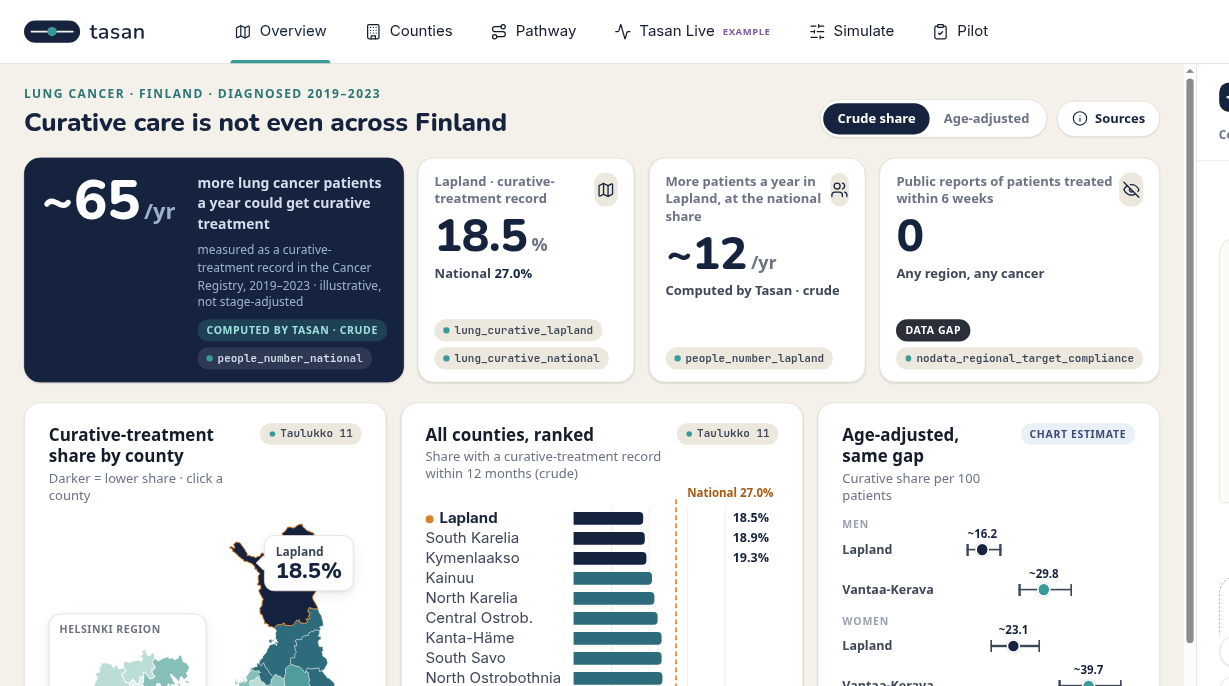 tasan
Overview
Counties
Pathway
Tasan Live EXAMPLE
Simulate
Pilot
LUNG CANCER · FINLAND · DIAGNOSED 2019–2023
Curative care is not even across Finland
Crude share
Age-adjusted
Sources
~65 /yr
more lung cancer patients
a year could get curative
treatment
measured as a curative-
treatment record in the Cancer
Registry, 2019–2023 · illustrative,
not stage-adjusted
COMPUTED BY TASAN · CRUDE
people_number_national
Lapland · curative-
treatment record
18.5 %
National 27.0%
lung_curative_lapland
lung_curative_national
More patients a year in
Lapland, at the national
share
~12 /yr
Computed by Tasan · crude
people_number_lapland
Public reports of patients treated
within 6 weeks
0
Any region, any cancer
DATA GAP
nodata_regional_target_compliance
Curative-treatment
share by county
Taulukko 11
Darker = lower share · click a
county
Lapland
18.5%
HELSINKI REGION
All counties, ranked
Taulukko 11
Share with a curative-treatment record
within 12 months (crude)
National 27.0%
Lapland 18.5%
South Karelia 18.9%
Kymenlaakso 19.3%
Kainuu
North Karelia
Central Ostrob.
Kanta-Häme
South Savo
North Ostrobothnia
Age-adjusted,
same gap
CHART ESTIMATE
Curative share per 100
patients
MEN
~16.2
Lapland
~29.8
Vantaa-Kerava
WOMEN
~23.1
Lapland
~39.7
Vantaa-Kerava